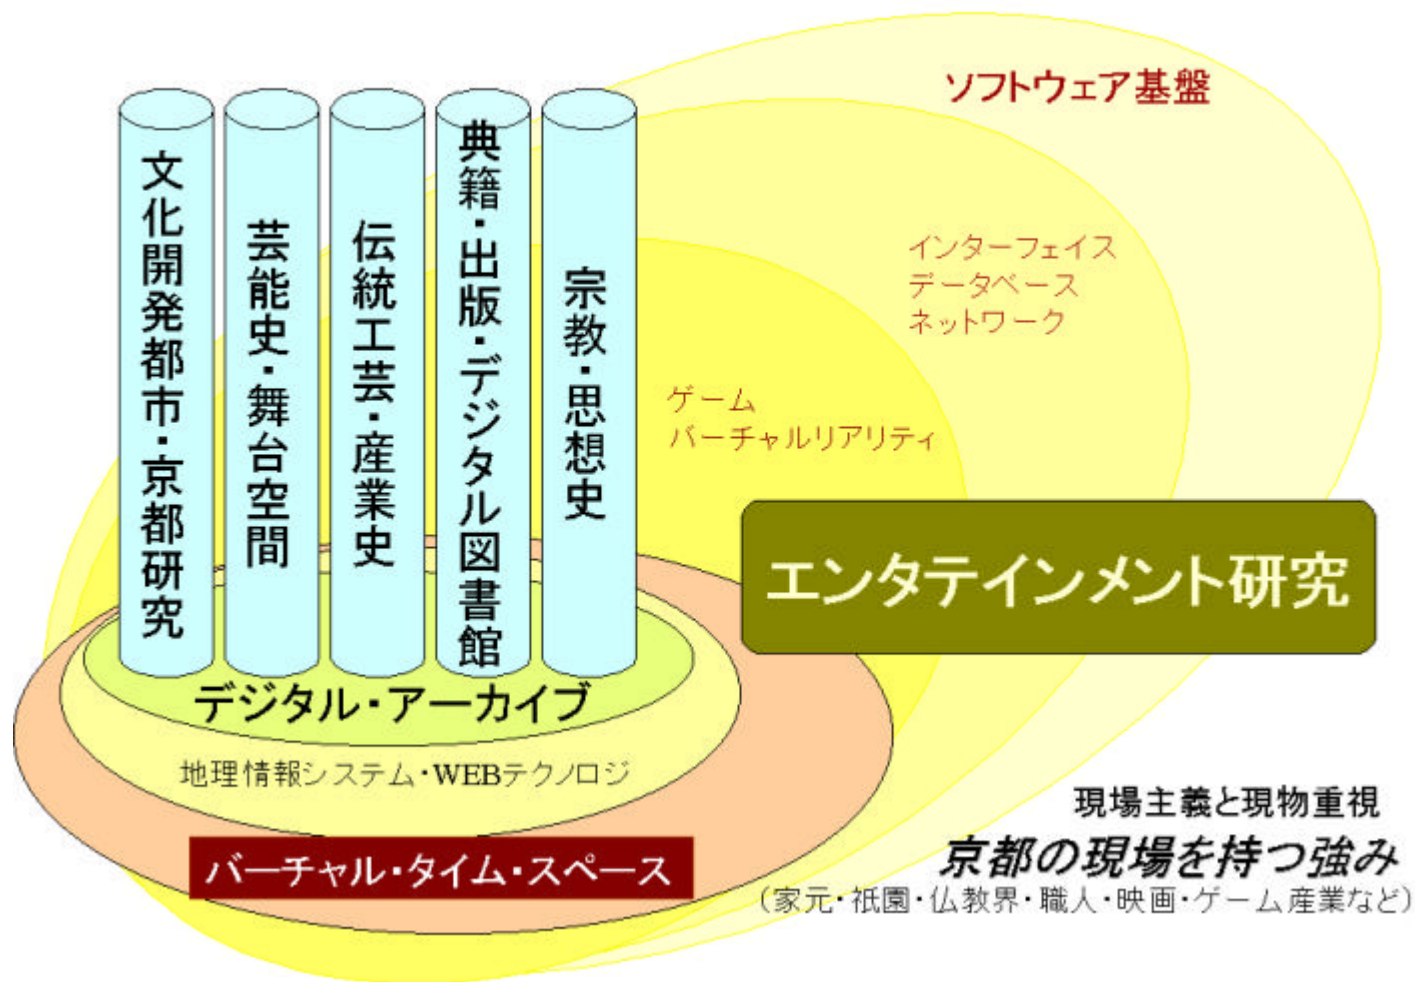 ソフトウェア基盤
文化開発都市・京都研究
芸能史・舞台空間
伝統工芸・産業史
典籍・出版・デジタル図書館
宗教・思想史
インターフェイス
データベース
ネットワーク
ゲーム
バーチャルリアリティ
エンタテインメント研究
デジタル・アーカイブ
地理情報システム・WEBテクノロジ
バーチャル・タイム・スペース
現場主義と現物重視
京都の現場を持つ強み
（家元・祇園・仏教界・職人・映画・ゲーム産業など）